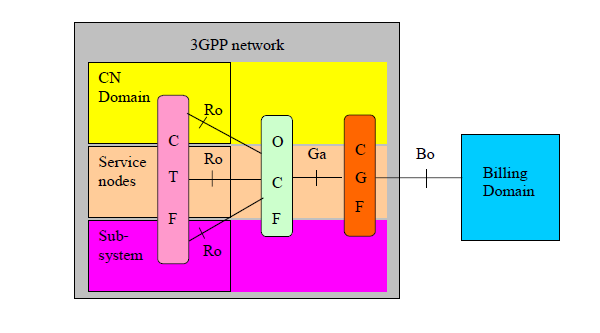 3GPP network
CN
Domain
Ro
C
T
F
O
C
F
C
G
F
Service
nodes
Ro
Ga
Bo
Billing
Domain
Sub-
system
Ro